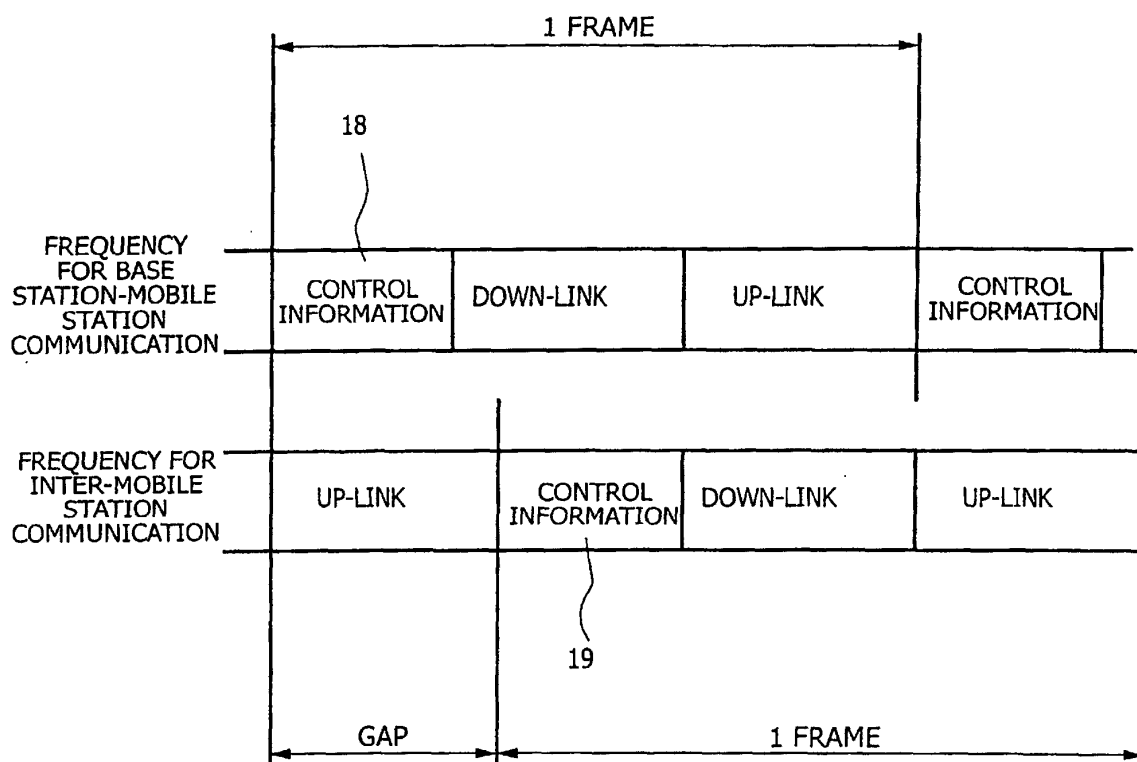 1 FRAME
18
FREQUENCY
FOR BASE
STATION-MOBILE
STATION
COMMUNICATION
CONTROL
INFORMATION
DOWN-LINK
UP-LINK
CONTROL
INFORMATION
FREQUENCY FOR
INTER-MOBILE
STATION
COMMUNICATION
UP-LINK
CONTROL
INFORMATION
DOWN-LINK
UP-LINK
19
GAP
1 FRAME